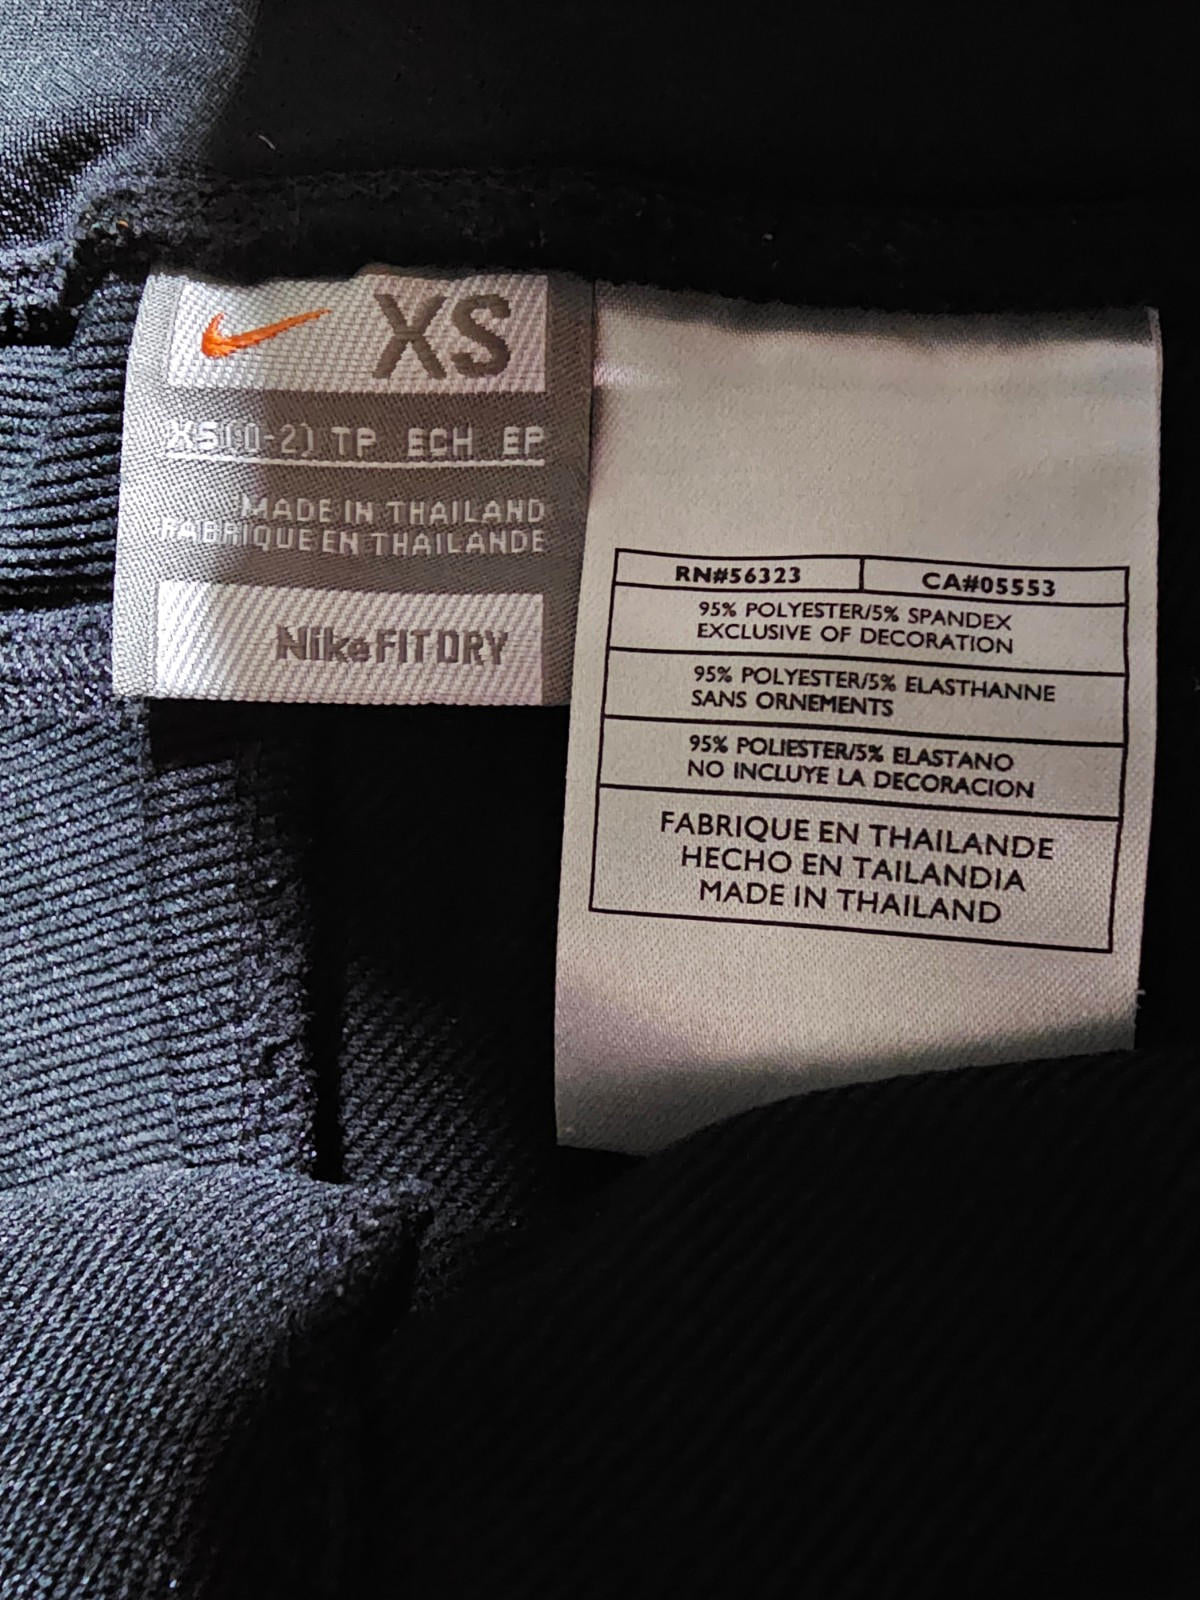 XS
XS(0-2) TP ECH EP
MADE IN THAILAND
FABRIQUE EN THAILANDE
Nike FIT DRY
RN#56323 CA#05553
95% POLYESTER/5% SPANDEX
EXCLUSIVE OF DECORATION
95% POLYESTER/5% ELASTHANNE
SANS ORNEMENTS
95% POLIESTER/5% ELASTANO
NO INCLUYE LA DECORACION
FABRIQUE EN THAILANDE
HECHO EN TAILANDIA
MADE IN THAILAND